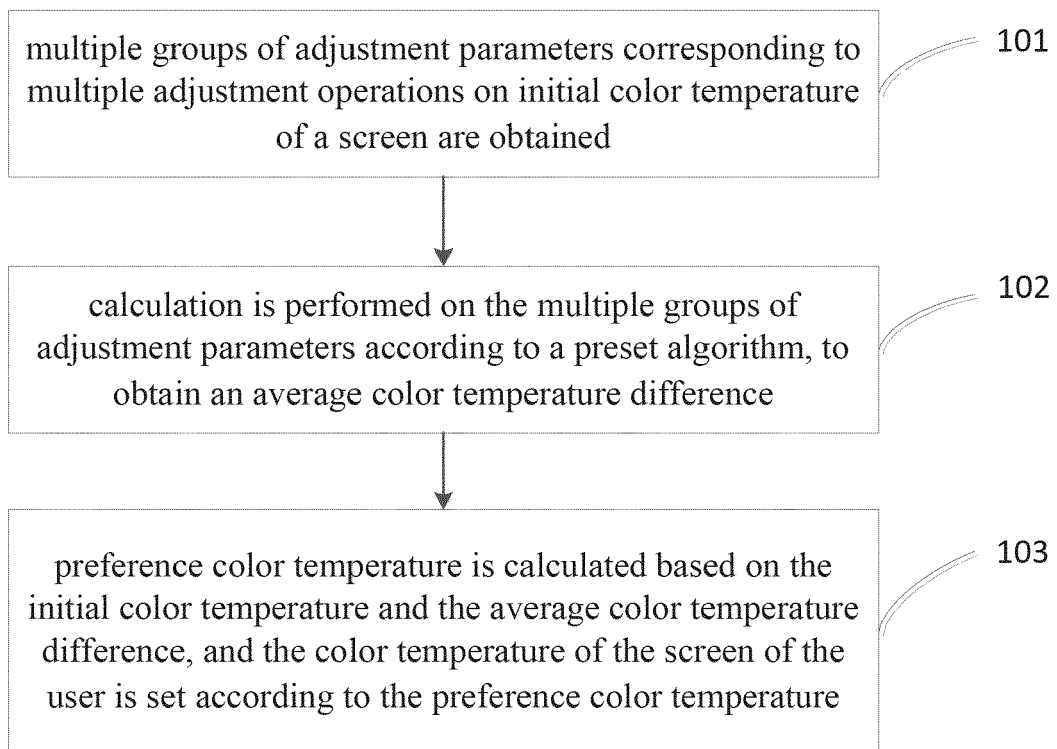 multiple groups of adjustment parameters corresponding to
multiple adjustment operations on initial color temperature
of a screen are obtained
101
calculation is performed on the multiple groups of
adjustment parameters according to a preset algorithm, to
obtain an average color temperature difference
102
preference color temperature is calculated based on the
initial color temperature and the average color temperature
difference, and the color temperature of the screen of the
user is set according to the preference color temperature
103